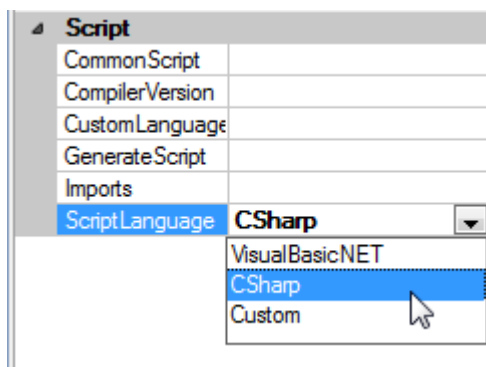 Script
CommonScript
CompilerVersion
CustomLanguage
GenerateScript
Imports
ScriptLanguage CSharp
VisualBasicNET
CSharp
Custom